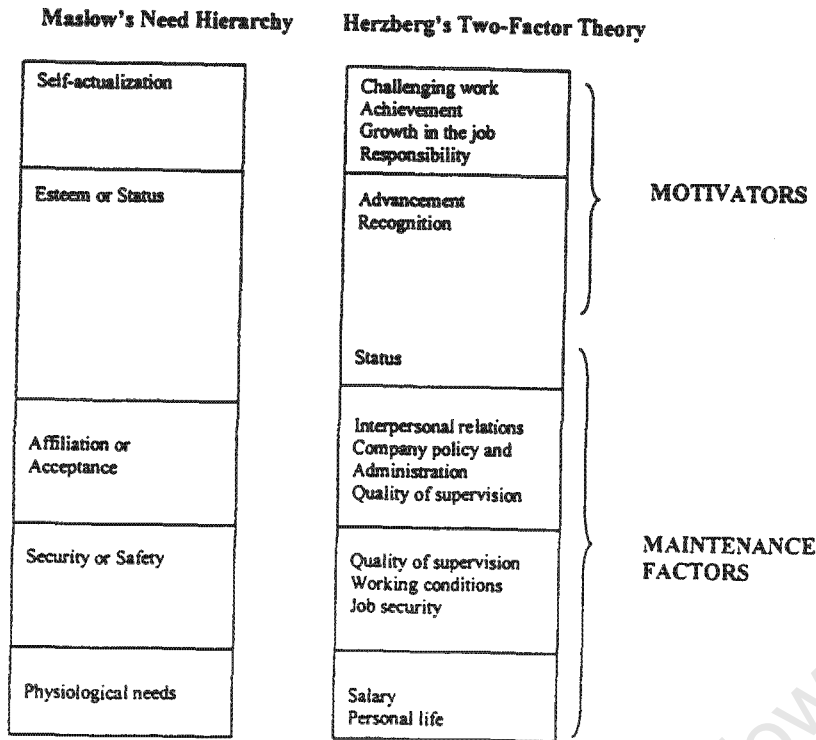 Maslow's Need Hierarchy
Herzberg's Two-Factor Theory
Self-actualization
Challenging work
Achievement
Growth in the job
Responsibility
Esteem or Status
Advancement
Recognition
Status
MOTIVATORS
Affiliation or
Acceptance
Interpersonal relations
Company policy and
Administration
Quality of supervision
Security or Safety
Quality of supervision
Working conditions
Job security
MAINTENANCE
FACTORS
Physiological needs
Salary
Personal life